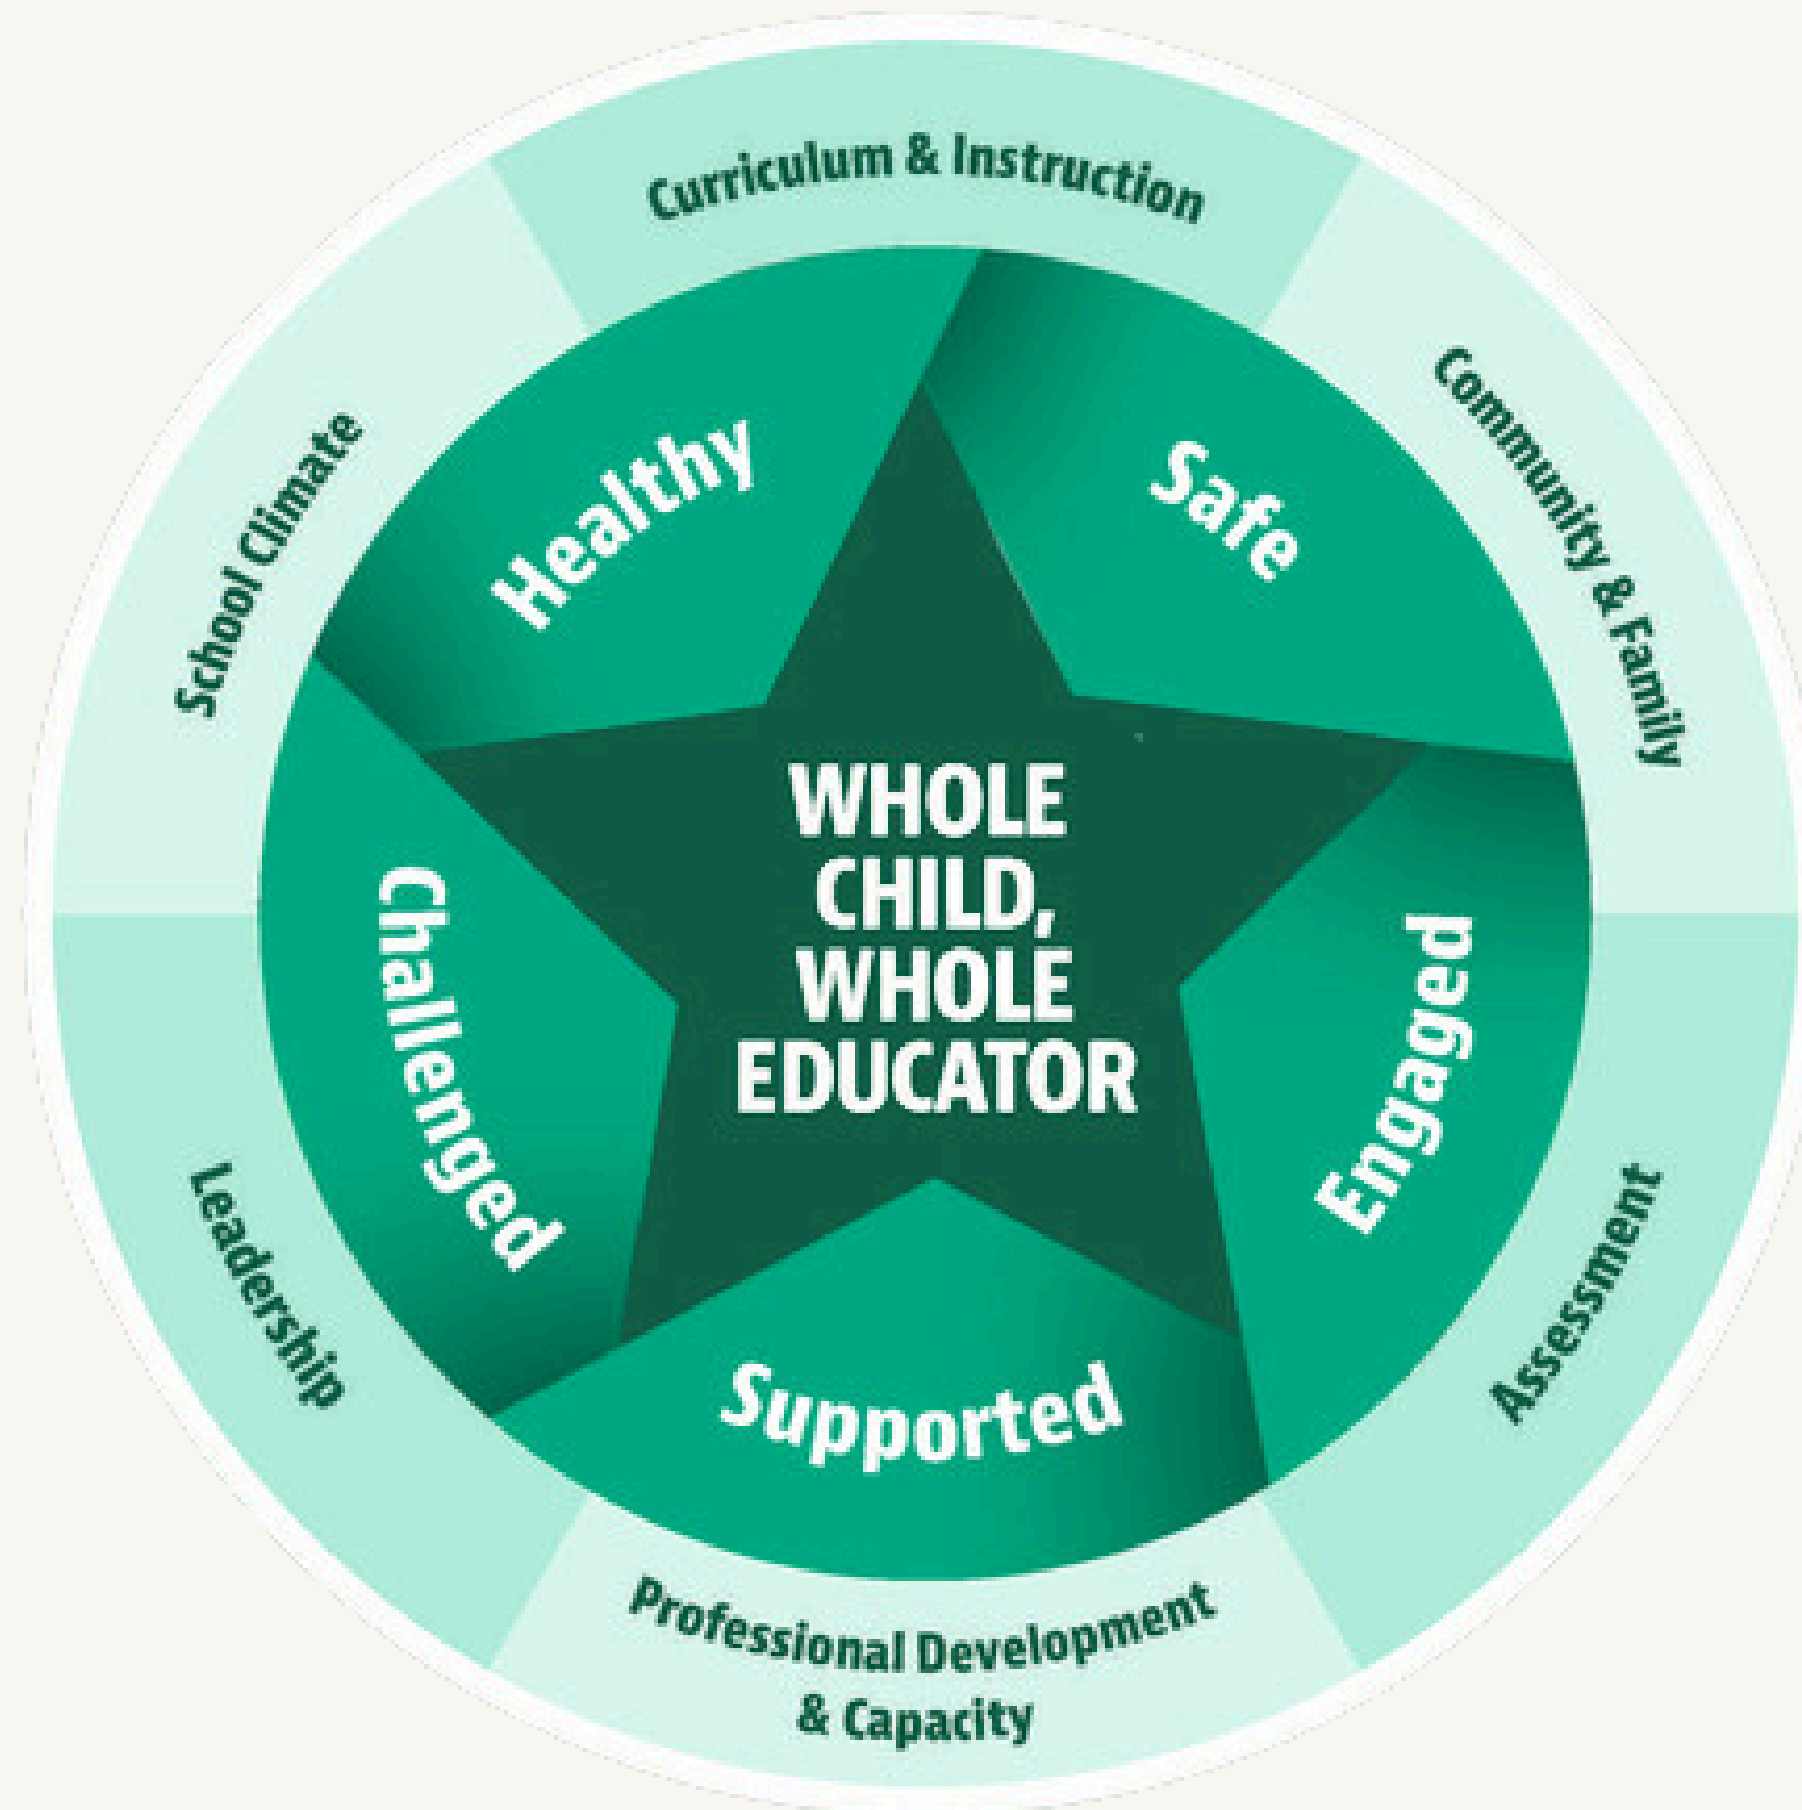 Curriculum & Instruction
Community & Family
Assessment
Professional Development
& Capacity
Leadership
School Climate
Healthy
Safe
Engaged
Supported
Challenged
WHOLE
CHILD,
WHOLE
EDUCATOR